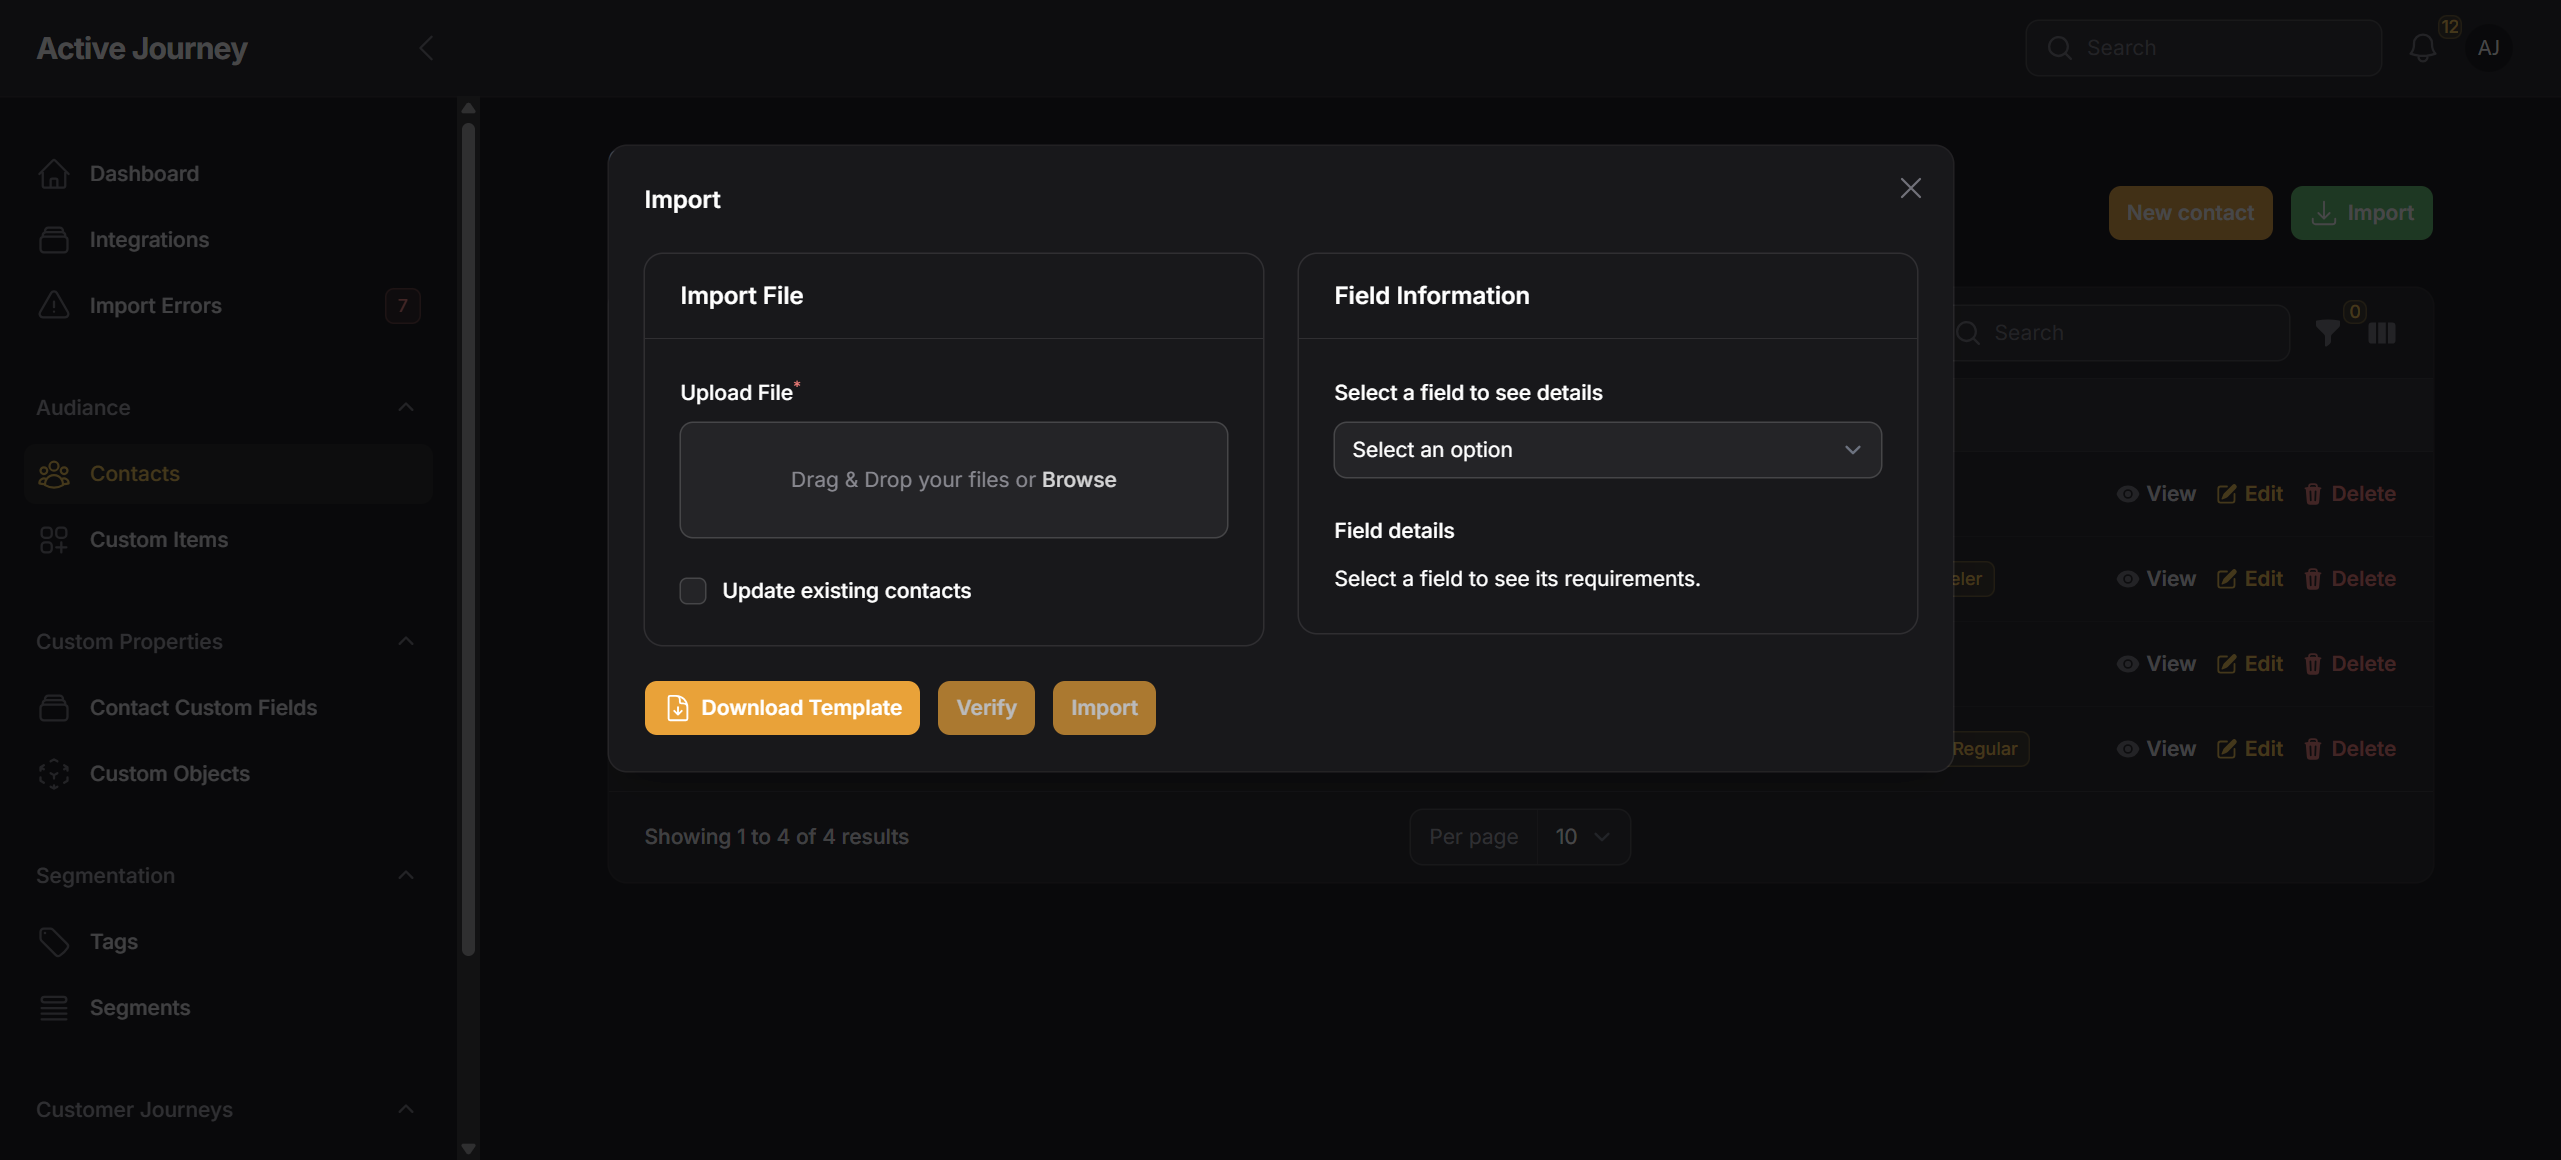 Active Journey
Search
12
AJ
Dashboard
Integrations
Import Errors
7
Audiance
Contacts
Custom Items
Custom Properties
Contact Custom Fields
Custom Objects
Segmentation
Tags
Segments
Customer Journeys
New contact
Import
Search
0
View Edit Delete
View Edit Delete
View Edit Delete
Regular
View Edit Delete
Showing 1 to 4 of 4 results
Per page 10
Import
Import File
Upload File*
Drag & Drop your files or Browse
Update existing contacts
Field Information
Select a field to see details
Select an option
Field details
Select a field to see its requirements.
Download Template
Verify
Import